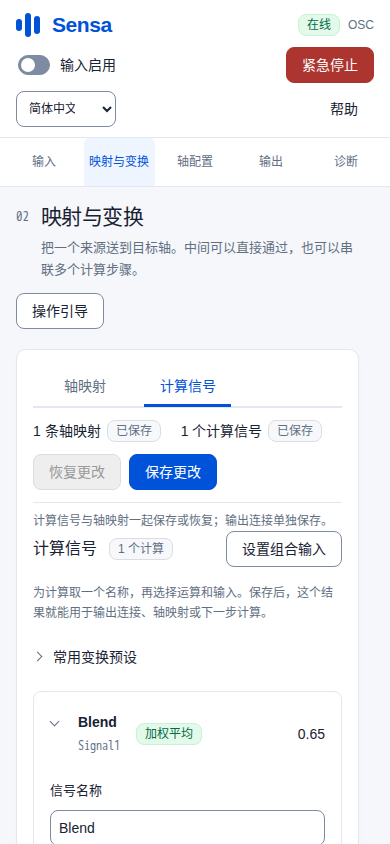 Sensa
在线 OSC
输入启用
紧急停止
简体中文
帮助
输入 映射与变换 轴配置 输出 诊断
02 映射与变换
把一个来源送到目标轴。中间可以直接通过，也可以串
联多个计算步骤。
操作引导
轴映射 计算信号
1 条轴映射 已保存 1 个计算信号 已保存
恢复更改 保存更改
计算信号与轴映射一起保存或恢复；输出连接单独保存。
计算信号 1 个计算 设置组合输入
为计算取一个名称，再选择运算和输入。保存后，这个结
果就能用于输出连接、轴映射或下一步计算。
常用变换预设
Blend
Signal1
加权平均
0.65
信号名称
Blend